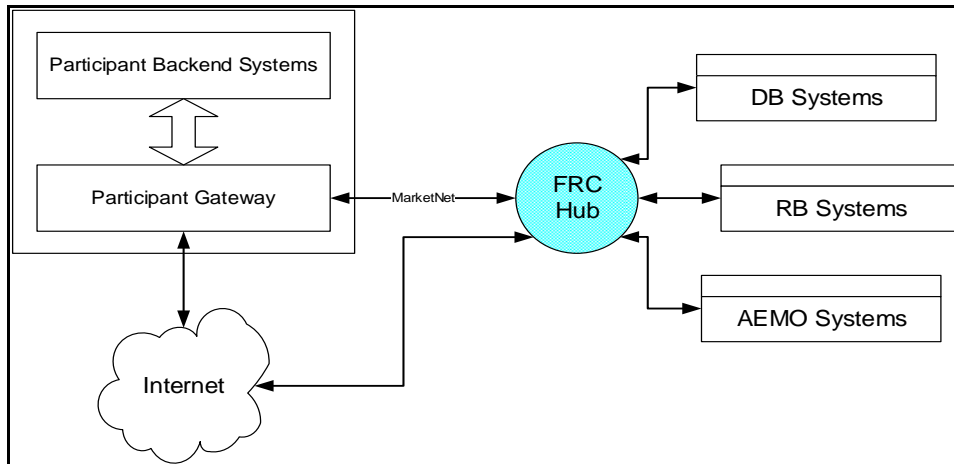 Participant Backend Systems
Participant Gateway
MarketNet
FRC
Hub
DB Systems
RB Systems
AEMO Systems
Internet